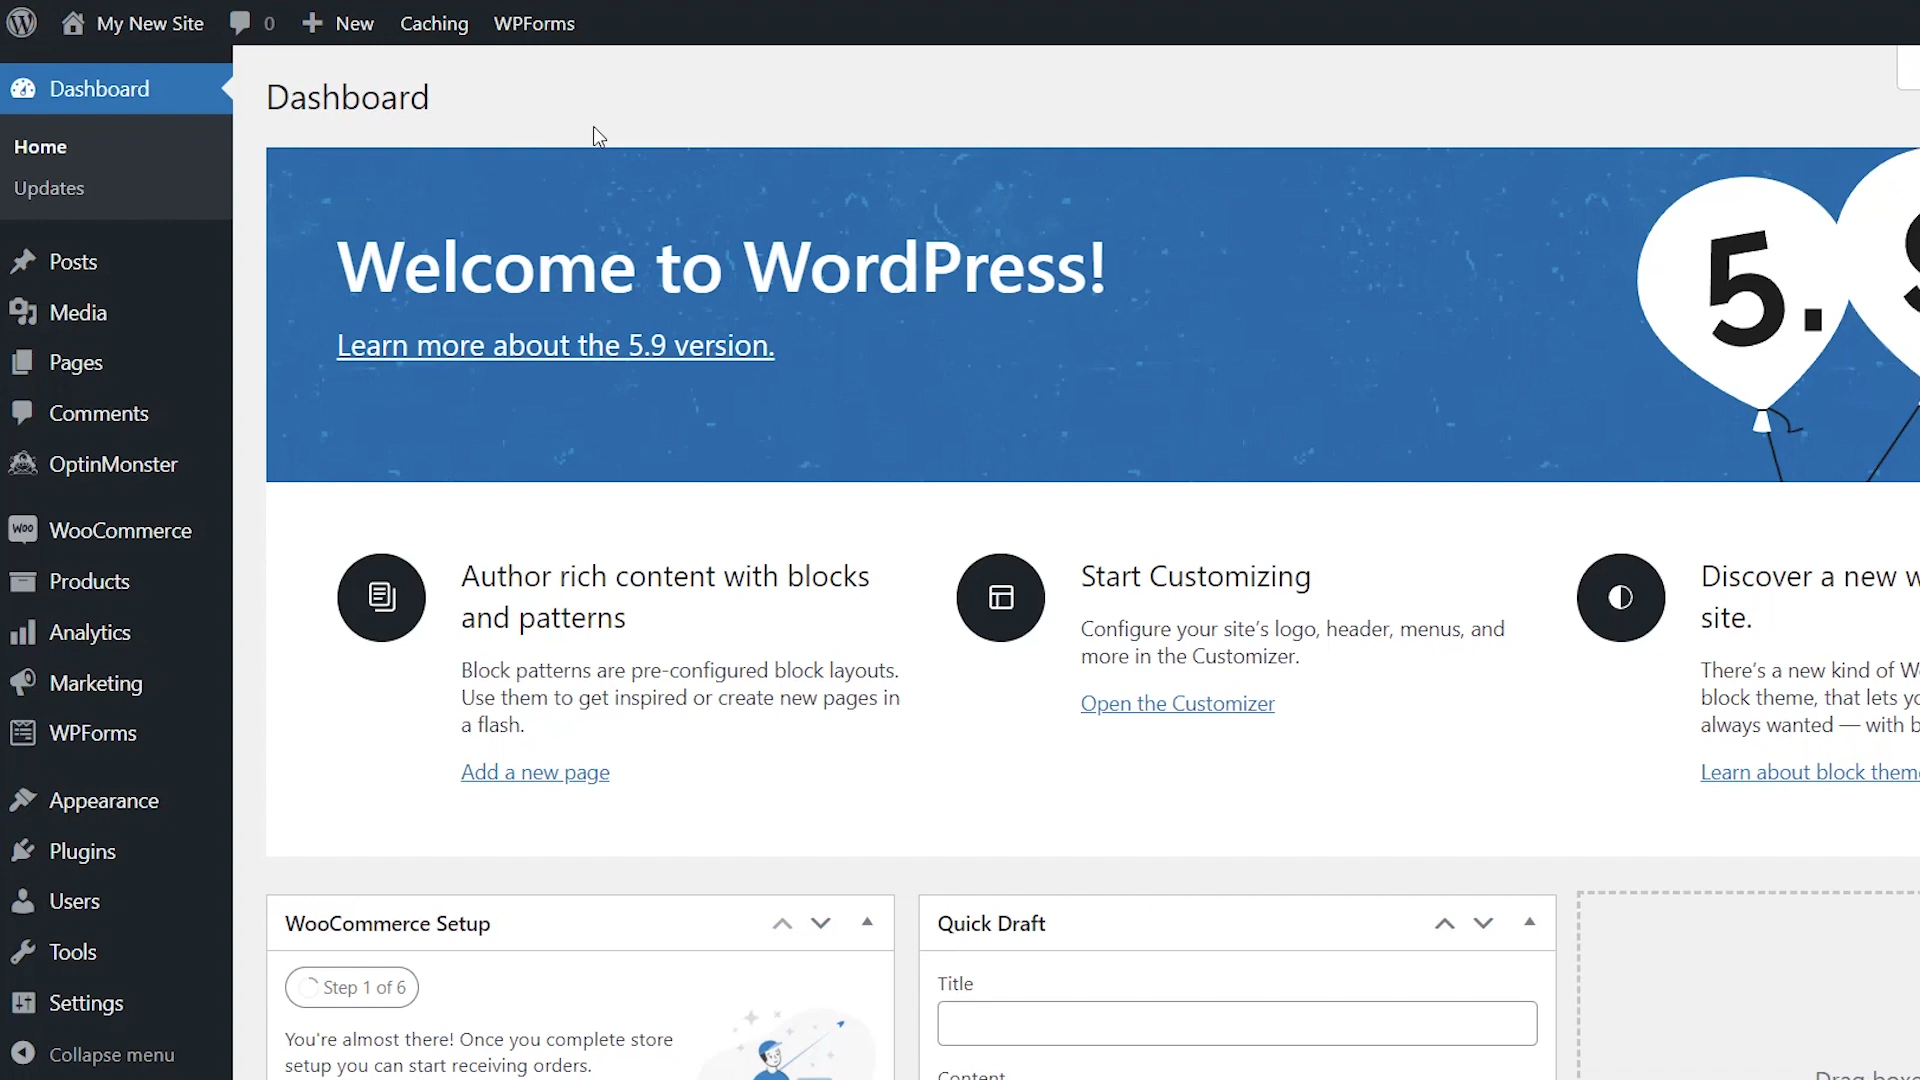 My New Site 0 New Caching WPForms
Dashboard
Home
Updates
Posts
Media
Pages
Comments
OptinMonster
Woo WooCommerce
Products
Analytics
Marketing
WPForms
Appearance
Plugins
Users
Tools
Settings
Collapse menu
Dashboard
Welcome to WordPress!
Learn more about the 5.9 version.
5.
Author rich content with blocks
and patterns
Block patterns are pre-configured block layouts.
Use them to get inspired or create new pages in
a flash.
Add a new page
Start Customizing
Configure your site's logo, header, menus, and
more in the Customizer.
Open the Customizer
Discover a new
site.
There's a new kind of
block theme, that lets
always wanted — with
Learn about block
WooCommerce Setup
Step 1 of 6
You're almost there! Once you complete store
setup you can start receiving orders.
Quick Draft
Title
Content
Drag